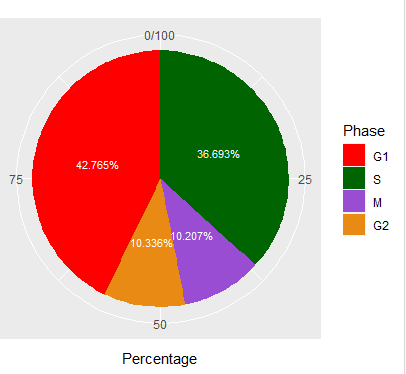 0/100
Phase
42.765%
36.693%
G1
75
25
S
M
10.336%
10.207%
G2
50
Percentage